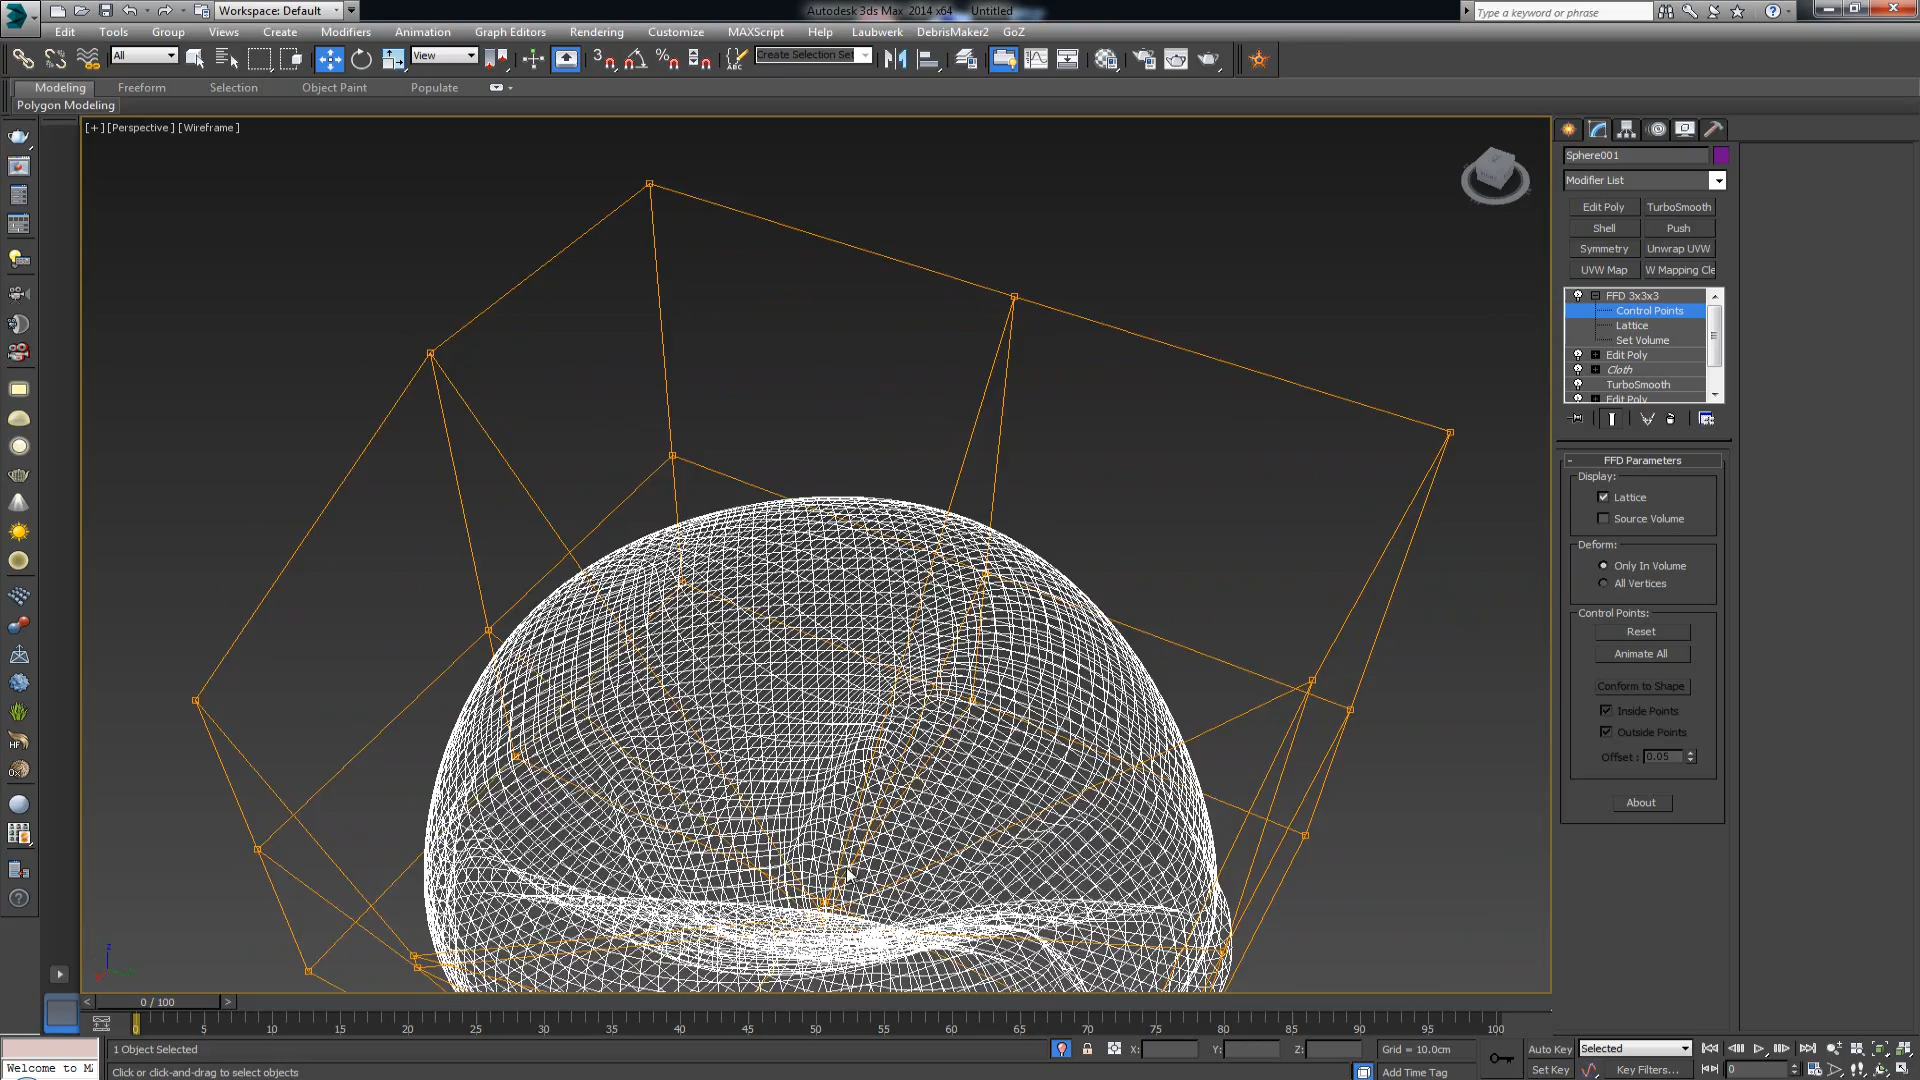 Workspace: Default
Autodesk 3ds Max 2014 x64 Untitled
Type a keyword or phrase
Edit Tools Group Views Create Modifiers Animation Graph Editors Rendering Customize MAXScript Help Laubwerk DebrisMaker2 GoZ
All
View
3
Create Selection Set
Modeling Freeform Selection Object Paint Populate
Polygon Modeling
[+] [Perspective ] [Wireframe ]
Sphere001
Modifier List
Edit Poly TurboSmooth
Shell Push
Symmetry Unwrap UVW
UVW Map W Mapping Cle
FFD 3x3x3
Control Points
Lattice
Set Volume
Edit Poly
Cloth
TurboSmooth
Edit Poly
- FFD Parameters
Display:
Lattice
Source Volume
Deform:
Only In Volume
All Vertices
Control Points:
Reset
Animate All
Conform to Shape
Inside Points
Outside Points
Offset : 0.05
About
z
< 0 / 100 >
0 5 10 15 20 25 30 35 40 45 50 55 60 65 70 75 80 85 90 95 100
1 Object Selected
X: Y: Z:
Grid = 10.0cm
Auto Key
Selected
Welcome to MA
Click or click-and-drag to select objects
Add Time Tag
Set Key
Key Filters...
0